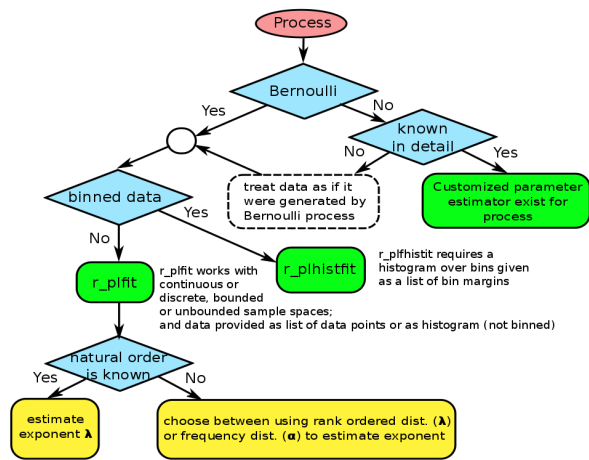 Process
Bernoulli
Yes
No
known
in detail
No
Yes
treat data as if it
were generated by
Bernoulli process
Customized parameter
estimator exist for
process
binned data
Yes
No
r_plfit
r_plfit works with
continuous or
discrete, bounded
or unbounded sample spaces;
and data provided as list of data points or as histogram (not binned)
r_plhistfit
r_plfhistit requires a
histogram over bins given
as a list of bin margins
natural order
is known
Yes
No
estimate
exponent λ
choose between using rank ordered dist. (λ)
or frequency dist. (α) to estimate exponent